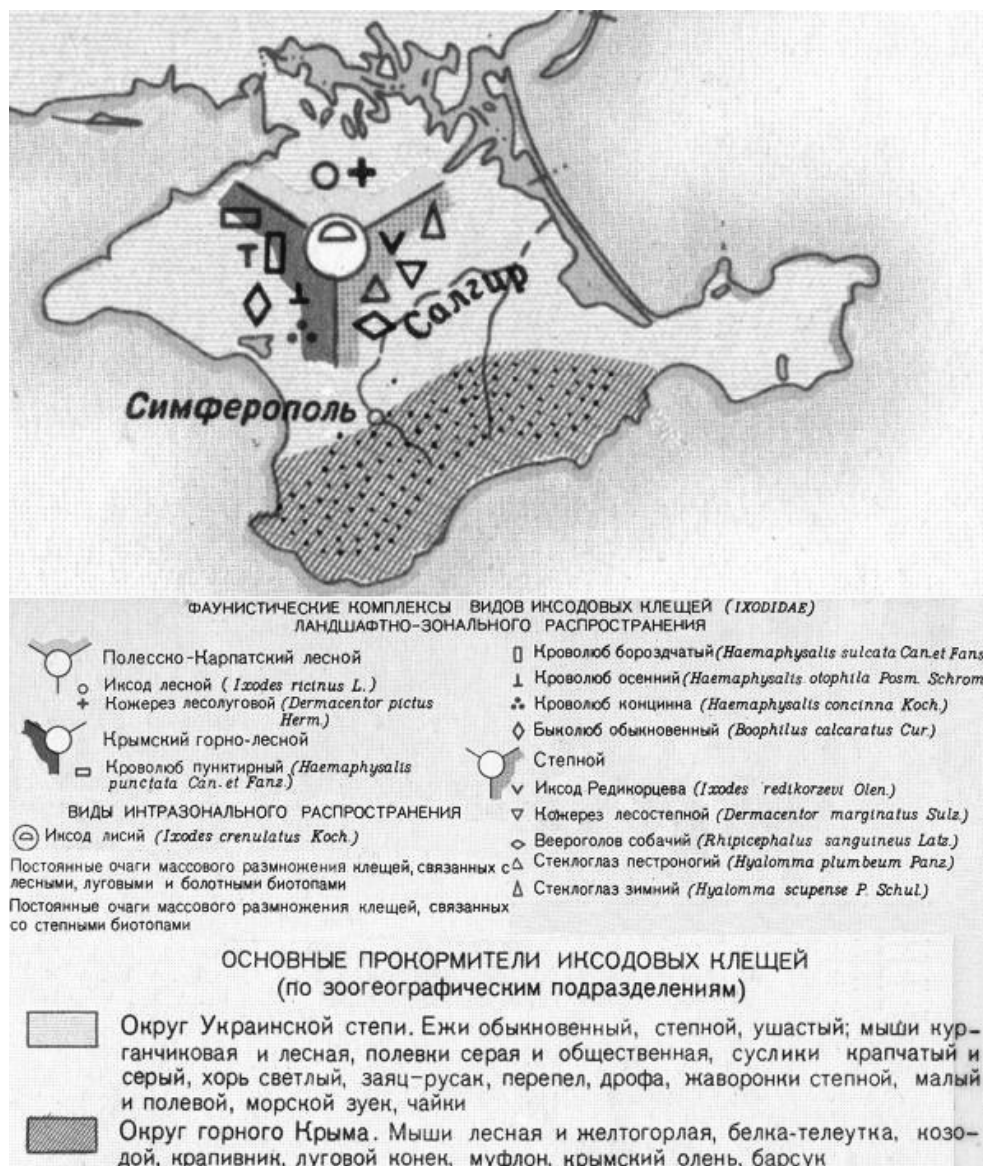 Салгир
Симферополь
ФАУНИСТИЧЕСКИЕ КОМПЛЕКСЫ ВИДОВ ИКСОДОВЫХ КЛЕЩЕЙ (IXODIDAE)
ЛАНДШАФТНО-ЗОНАЛЬНОГО РАСПРОСТРАНЕНИЯ
Полесско-Карпатский лесной
Иксод лесной (Ixodes ricinus L.)
Кожерез лесолуговой (Dermacentor pictus
Herm.)
Крымский горно-лесной
Кроволюб пунктирный (Haemaphysalis
punctata Can. et Fanz.)
ВИДЫ ИНТРАЗОНАЛЬНОГО РАСПРОСТРАНЕНИЯ
Иксод лисий (Ixodes crenulatus Koch.)
Постоянные очаги массового размножения клещей, связанных с
лесными, луговыми и болотными биотопами
Постоянные очаги массового размножения клещей, связанных
со степными биотопами
Кроволюб бороздчатый (Haemaphysalis sulcata Can.et Fans
Кроволюб осенний (Haemaphysalis otophila Posm. Schrom
Кроволюб концинна (Haemaphysalis concinna Koch.)
Быколюб обыкновенный (Boophilus calcaratus Cur.)
Степной
Иксод Редикорцева (Ixodes redikorzevi Olen.)
Кожерез лесостепной (Dermacentor marginatus Sulz.)
Веероголов собачий (Rhipicephalus sanguineus Latz.)
Стеклоглаз пестроногий (Hyalomma plumbeum Panz.)
Стеклоглаз зимний (Hyalomma scupense P. Schul.)
ОСНОВНЫЕ ПРОКОРМИТЕЛИ ИКСОДОВЫХ КЛЕЩЕЙ
(по зоогеографическим подразделениям)
Округ Украинской степи. Ежи обыкновенный, степной, ушастый; мыши кур-
ганчиковая и лесная, полевки серая и общественная, суслики крапчатый и
серый, хорь светлый, заяц-русак, перепел, дрофа, жаворонки степной, малый
и полевой, морской зуек, чайки
Округ горного Крыма. Мыши лесная и желтогорлая, белка-телеутка, козо-
дой, крапивник, луговой конек, муфлон, крымский олень, барсук